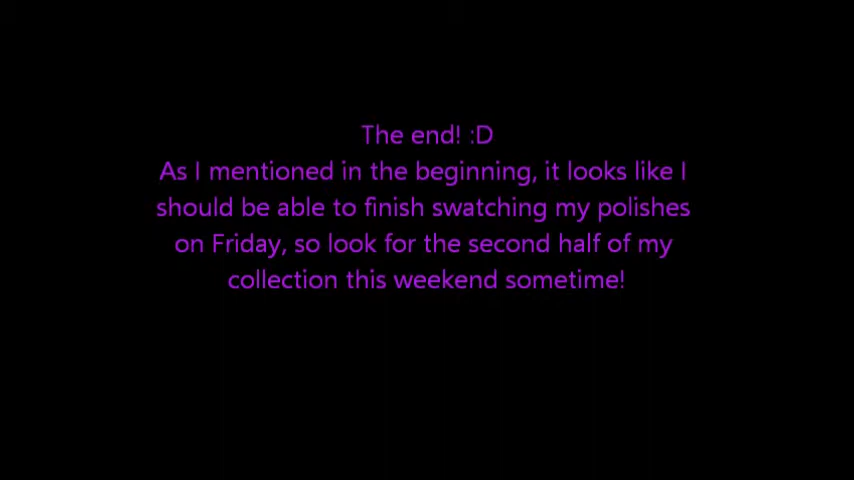 The end! :D
As I mentioned in the beginning, it looks like I
should be able to finish swatching my polishes
on Friday, so look for the second half of my
collection this weekend sometime!